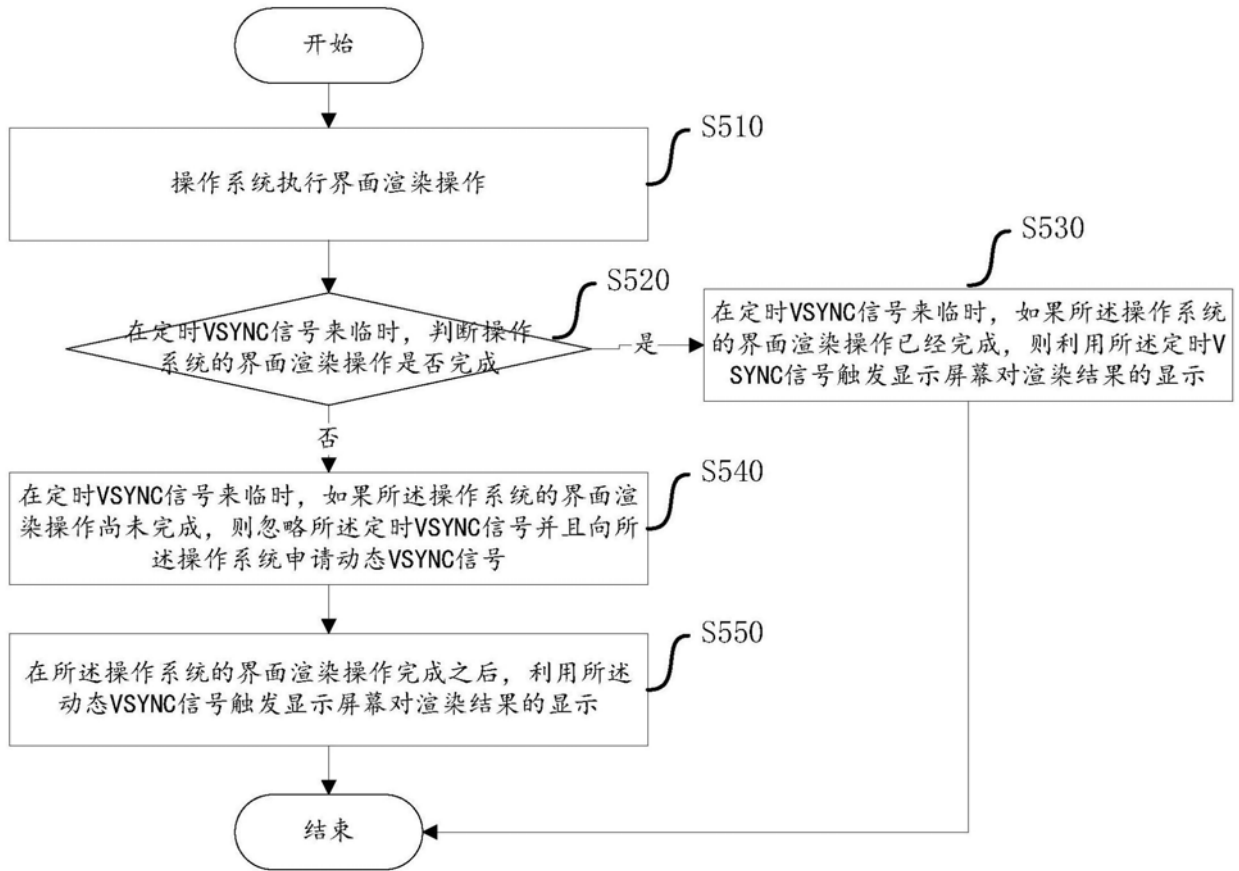 开始
S510
操作系统执行界面渲染操作
S520
在定时VSYNC信号来临时，判断操作
系统的界面渲染操作是否完成
是
S530
在定时VSYNC信号来临时，如果所述操作系统
的界面渲染操作已经完成，则利用所述定时V
SYNC信号触发显示屏幕对渲染结果的显示
否
S540
在定时VSYNC信号来临时，如果所述操作系统的界面渲
染操作尚未完成，则忽略所述定时VSYNC信号并且向所
述操作系统申请动态VSYNC信号
S550
在所述操作系统的界面渲染操作完成之后，利用所述
动态VSYNC信号触发显示屏幕对渲染结果的显示
结束